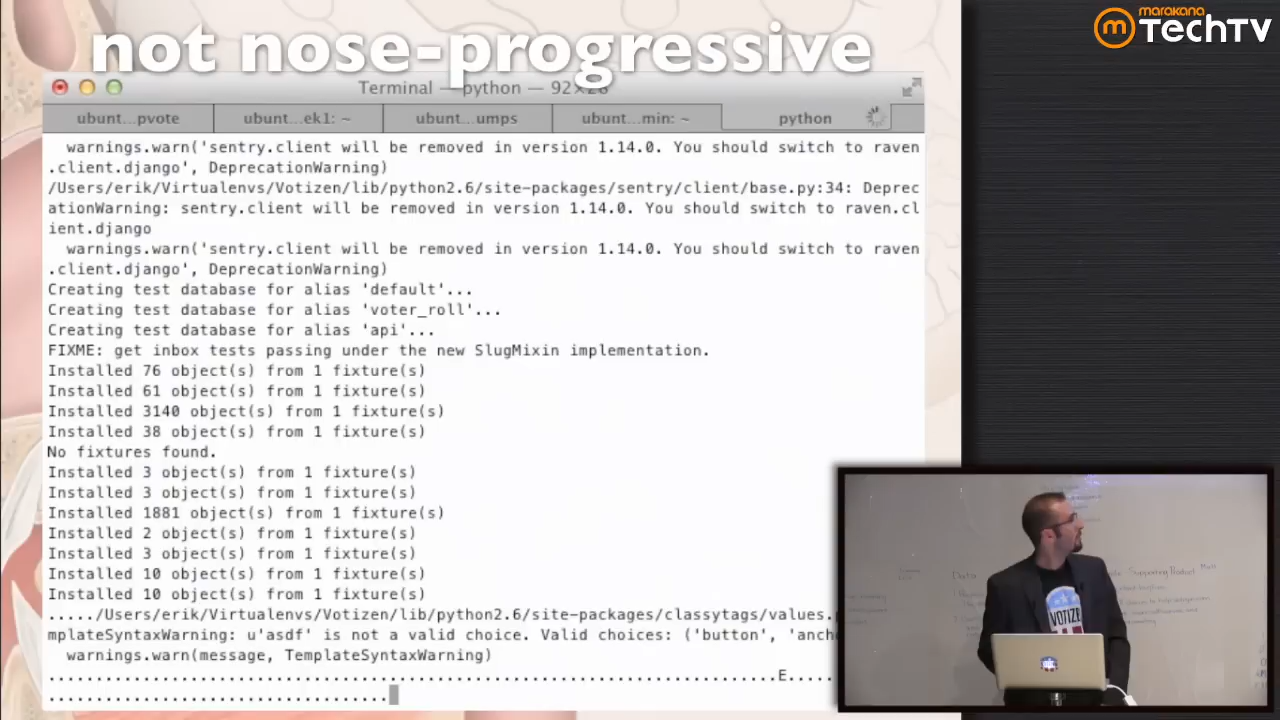 marakana
TechTV
not nose-progressive
Terminal — python — 92×26
ubunt...pvote
ubunt...ek1: ~
ubunt...umps
ubunt...min: ~
python
warnings.warn('sentry.client will be removed in version 1.14.0. You should switch to raven
.client.django', DeprecationWarning)
/Users/erik/Virtualenvs/Votizen/lib/python2.6/site-packages/sentry/client/base.py:34: Deprec
ationWarning: sentry.client will be removed in version 1.14.0. You should switch to raven.cl
ient.django
warnings.warn('sentry.client will be removed in version 1.14.0. You should switch to raven
.client.django', DeprecationWarning)
Creating test database for alias 'default'...
Creating test database for alias 'voter_roll'...
Creating test database for alias 'api'...
FIXME: get inbox tests passing under the new SlugMixin implementation.
Installed 76 object(s) from 1 fixture(s)
Installed 61 object(s) from 1 fixture(s)
Installed 3140 object(s) from 1 fixture(s)
Installed 38 object(s) from 1 fixture(s)
No fixtures found.
Installed 3 object(s) from 1 fixture(s)
Installed 3 object(s) from 1 fixture(s)
Installed 1881 object(s) from 1 fixture(s)
Installed 2 object(s) from 1 fixture(s)
Installed 3 object(s) from 1 fixture(s)
Installed 10 object(s) from 1 fixture(s)
Installed 10 object(s) from 1 fixture(s)
...../Users/erik/Virtualenvs/Votizen/lib/python2.6/site-packages/classytags/values.
mplateSyntaxWarning: u'asdf' is not a valid choice. Valid choices: ('button', 'anch
warnings.warn(message, TemplateSyntaxWarning)
..............................................................................E.....
....................................
Data
Supporting Product
VOTIZE